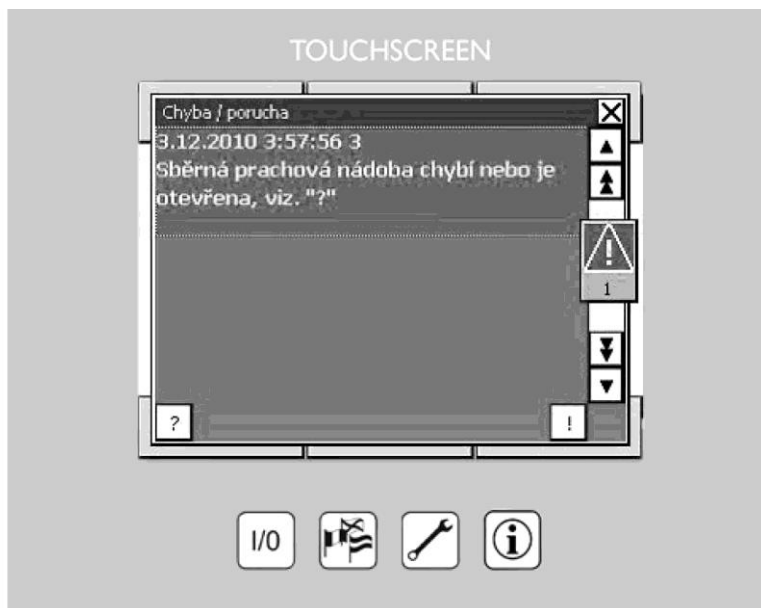 TOUCHSCREEN
Chyba / porucha
3.12.2010 3:57:56 3
Sběrná prachová nádoba chybí nebo je
otevřena, viz. "?"
1
?
!
I/0